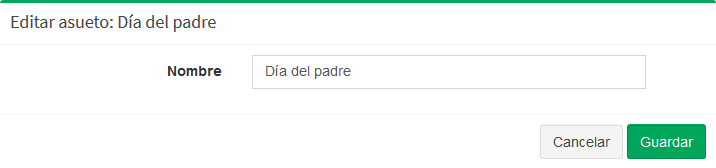 Editar asueto: Día del padre
Nombre Día del padre
Cancelar Guardar